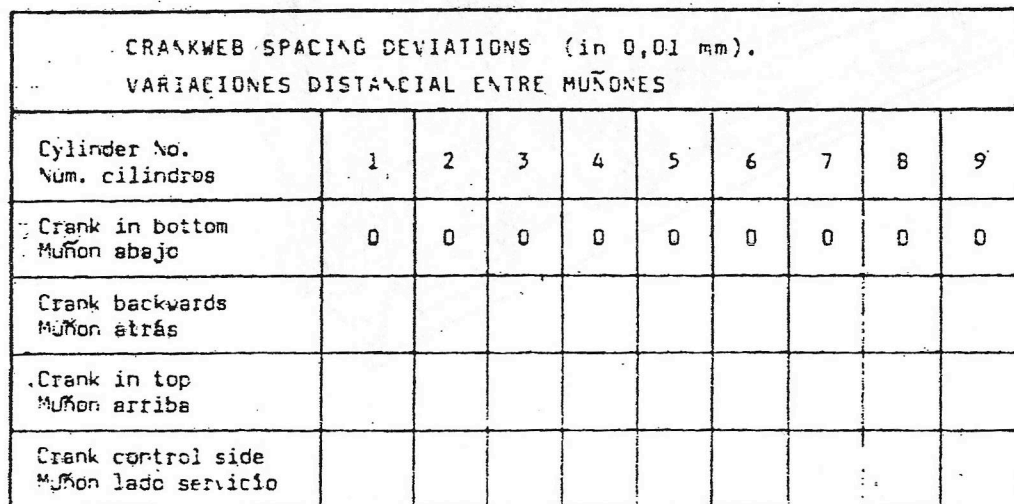 CRANKWEB SPACING DEVIATIONS (in 0,01 mm).
VARIACIONES DISTANCIAL ENTRE MUÑONES
Cylinder No. 1 2 3 4 5 6 7 8 9
Núm. cilindros
Crank in bottom 0 0 0 0 0 0 0 0 0
Muñon abajo
Crank backwards
Muñon atrás
Crank in top
Muñon arriba
Crank control side
Muñon lado servicio